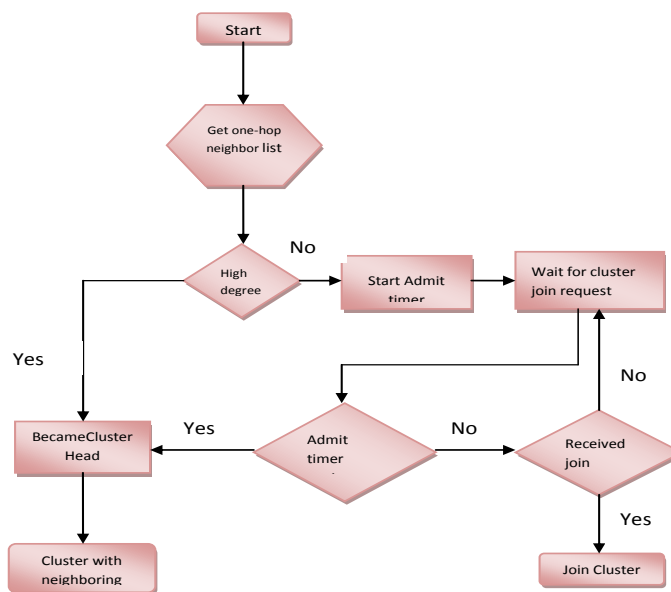 Start
Get one-hop
neighbor list
High
degree
No
Start Admit
timer
Wait for cluster
join request
Yes
No
BecameCluster
Head
Yes
Admit
timer
No
Received
join
Yes
Cluster with
neighboring
Join Cluster